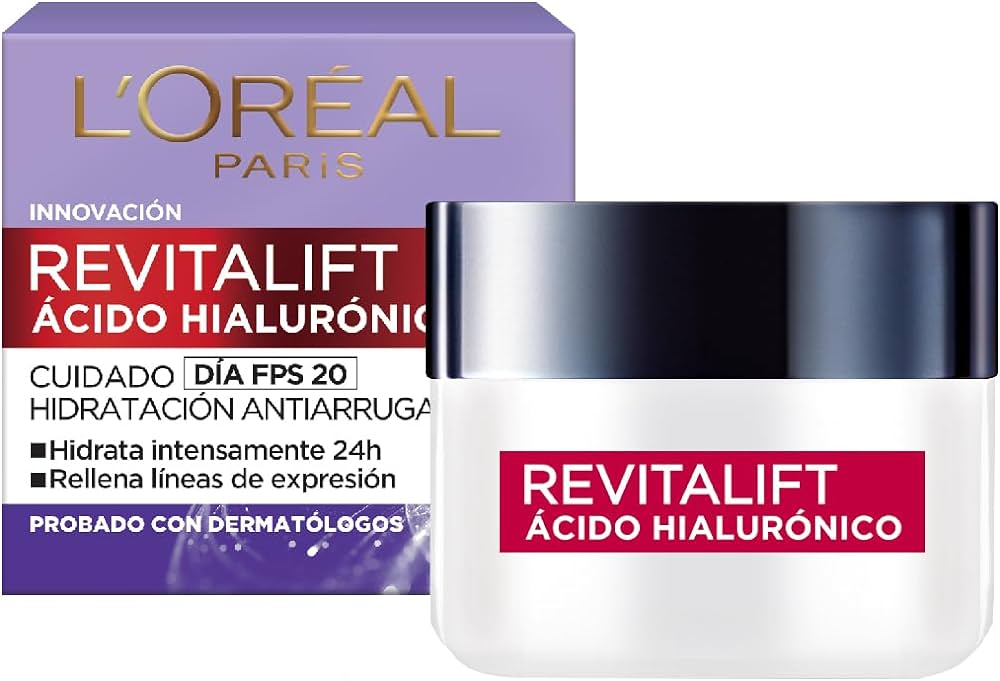 L'ORÉAL
PARiS
INNOVACIÓN
REVITALIFT
ÁCIDO HIALURÓNIC
CUIDADO DÍA FPS 20
HIDRATACIÓN ANTIARRUGA
■Hidrata intensamente 24h
■Rellena líneas de expresión
PROBADO CON DERMATÓLOGOS
REVITALIFT
ÁCIDO HIALURÓNICO